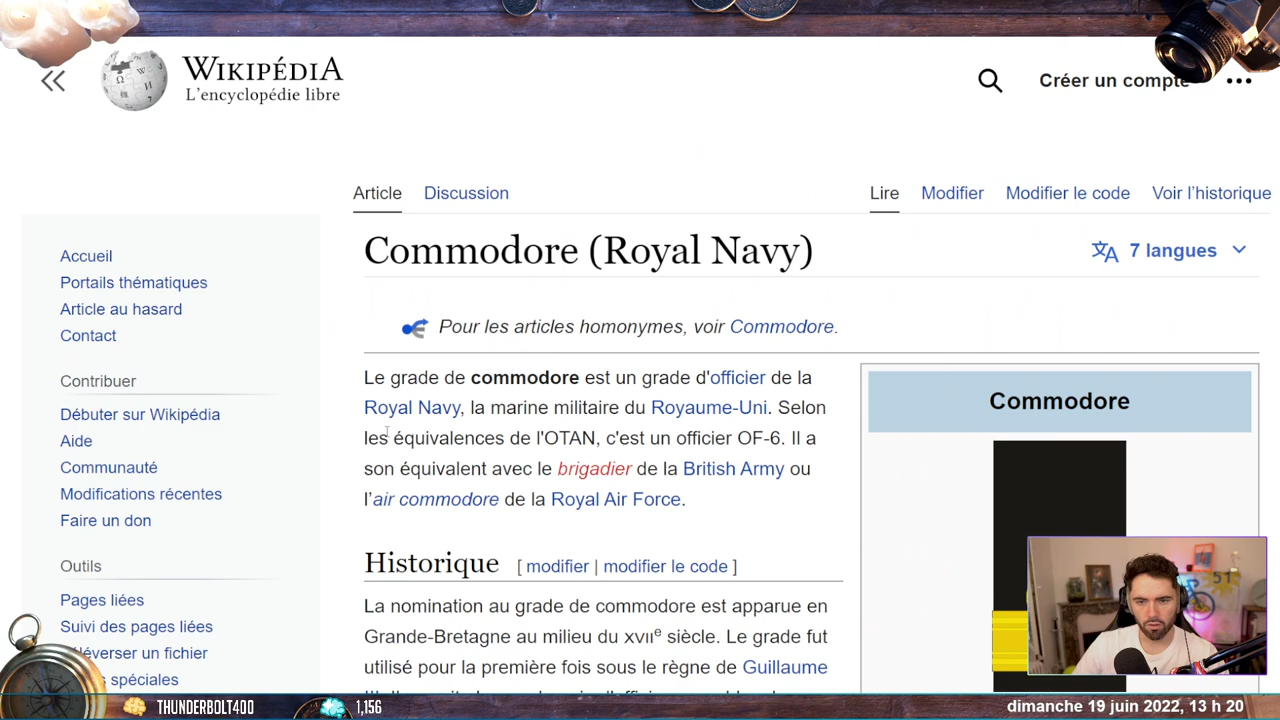 WIKIPÉDIA
L'encyclopédie libre
Créer un compte
Article
Discussion
Lire
Modifier
Modifier le code
Voir l'historique
Accueil
Portails thématiques
Article au hasard
Contact
Contribuer
Débuter sur Wikipédia
Aide
Communauté
Modifications récentes
Faire un don
Outils
Pages liées
Suivi des pages liées
éléverser un fichier
spéciales
Commodore (Royal Navy)
7 langues
Pour les articles homonymes, voir Commodore.
Le grade de commodore est un grade d'officier de la
Royal Navy, la marine militaire du Royaume-Uni. Selon
les équivalences de l'OTAN, c'est un officier OF-6. Il a
son équivalent avec le brigadier de la British Army ou
l'air commodore de la Royal Air Force.
Historique [ modifier | modifier le code ]
La nomination au grade de commodore est apparue en
Grande-Bretagne au milieu du XVIIe siècle. Le grade fut
utilisé pour la première fois sous le règne de Guillaume
Commodore
51
THUNDERBOLT400
1,156
dimanche 19 juin 2022, 13 h 20